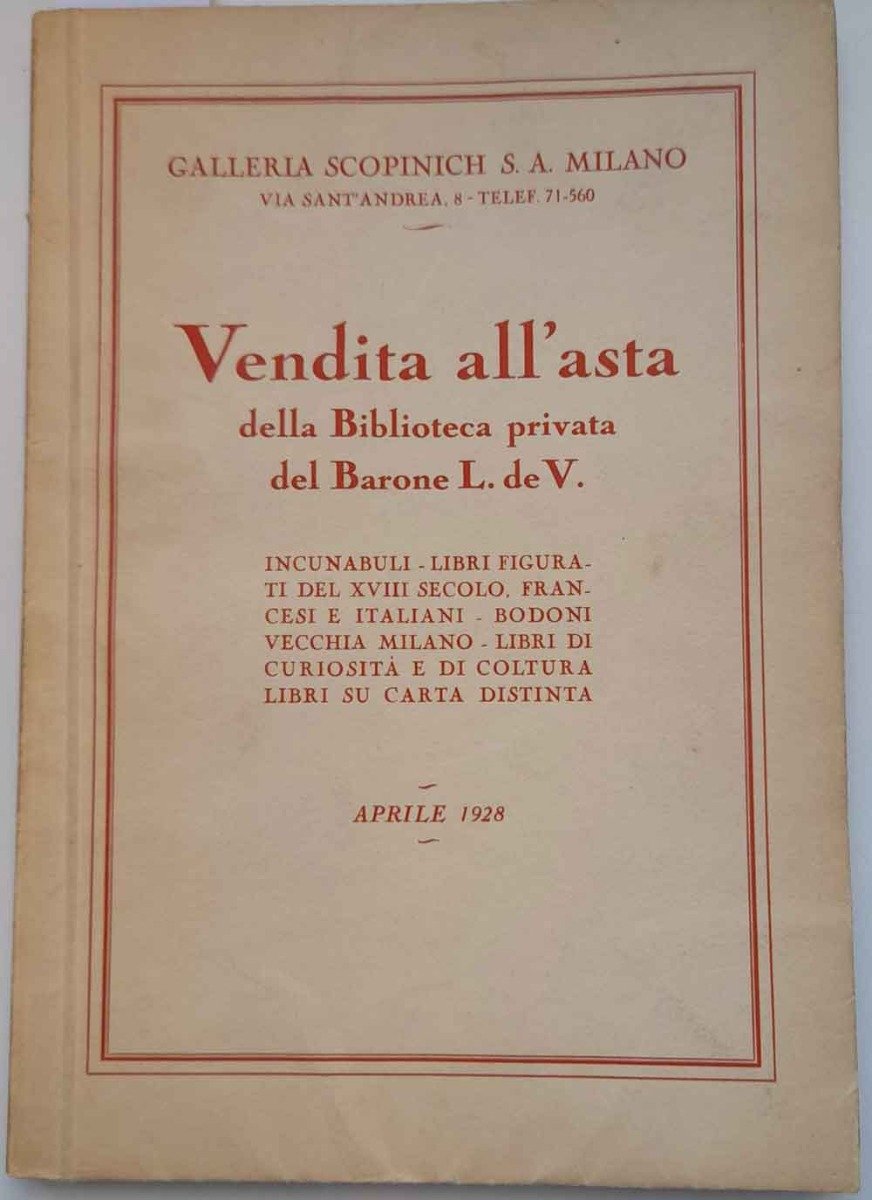 GALLERIA SCOPINICH S. A. MILANO
VIA SANT'ANDREA, 8 - TELEF. 71-560
Vendita all'asta
della Biblioteca privata
del Barone L. de V.
INCUNABULI - LIBRI FIGURA-
TI DEL XVIII SECOLO, FRAN-
CESI E ITALIANI - BODONI
VECCHIA MILANO - LIBRI DI
CURIOSITÀ E DI COLTURA
LIBRI SU CARTA DISTINTA
APRILE 1928